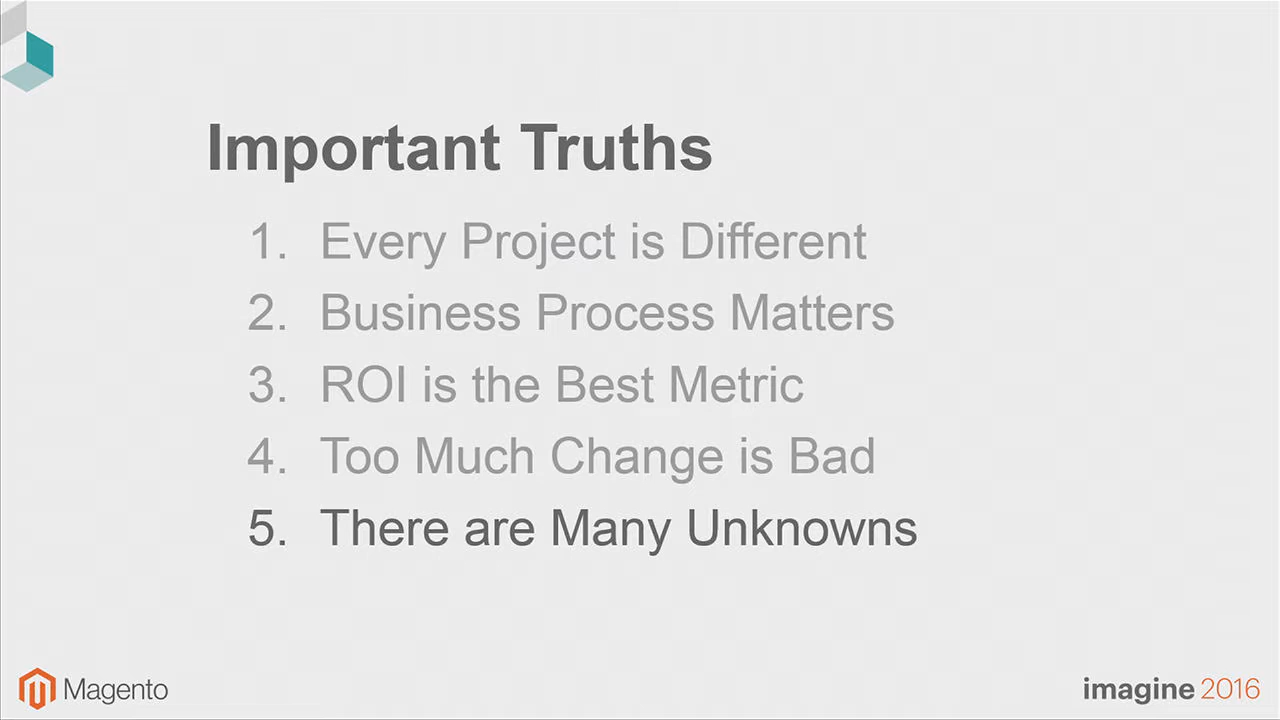 Important Truths
1. Every Project is Different
2. Business Process Matters
3. ROI is the Best Metric
4. Too Much Change is Bad
5. There are Many Unknowns
Magento
imagine 2016